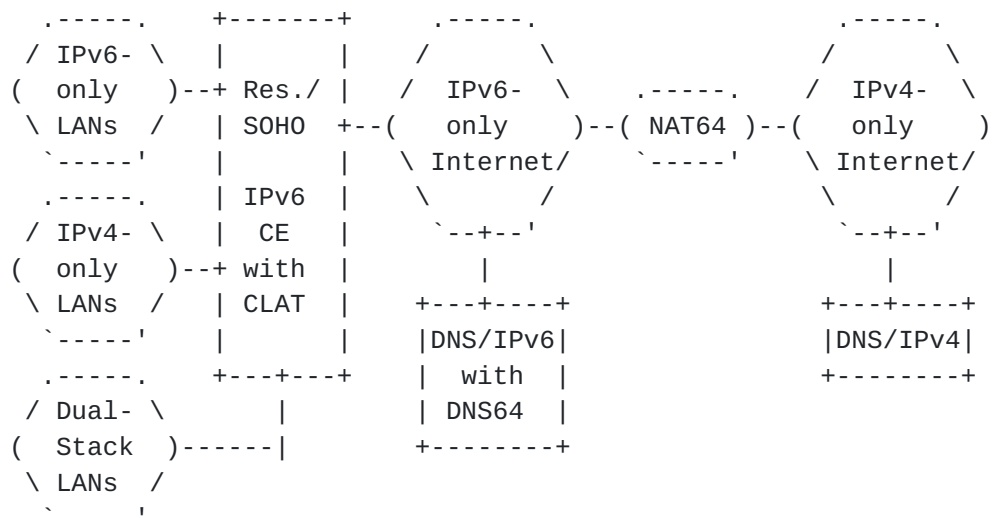 IPv6-
only
LANs
Res./
SOHO
IPv6
CE
with
CLAT
IPv4-
only
LANs
Dual-
Stack
LANs
IPv6-
only
Internet
NAT64
IPv4-
only
Internet
DNS/IPv6
with
DNS64
DNS/IPv4